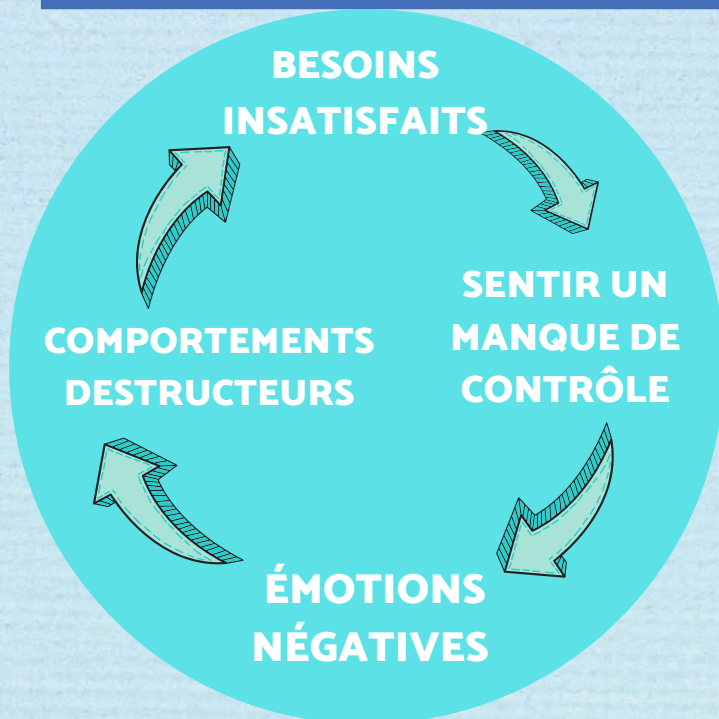 BESOINS
INSATISFAITS
SENTIR UN
MANQUE DE
CONTRÔLE
ÉMOTIONS
NÉGATIVES
COMPORTEMENTS
DESTRUCTEURS